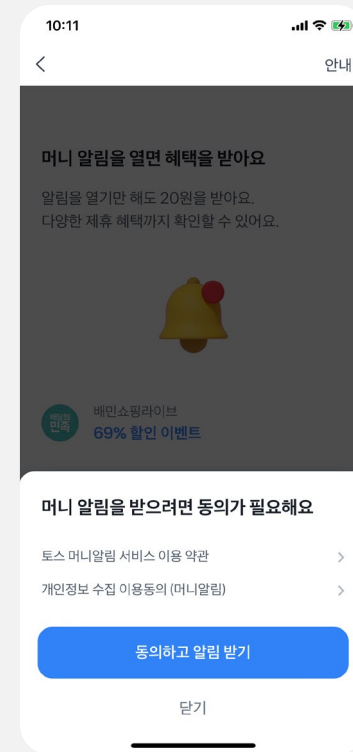 10:11
안내
머니 알림을 열면 혜택을 받아요
알림을 열기만 해도 20원을 받아요.
다양한 제휴 혜택까지 확인할 수 있어요.
배달의
민족
배민쇼핑라이브
69% 할인 이벤트
머니 알림을 받으려면 동의가 필요해요
토스 머니알림 서비스 이용 약관
개인정보 수집 이용동의 (머니알림)
동의하고 알림 받기
닫기